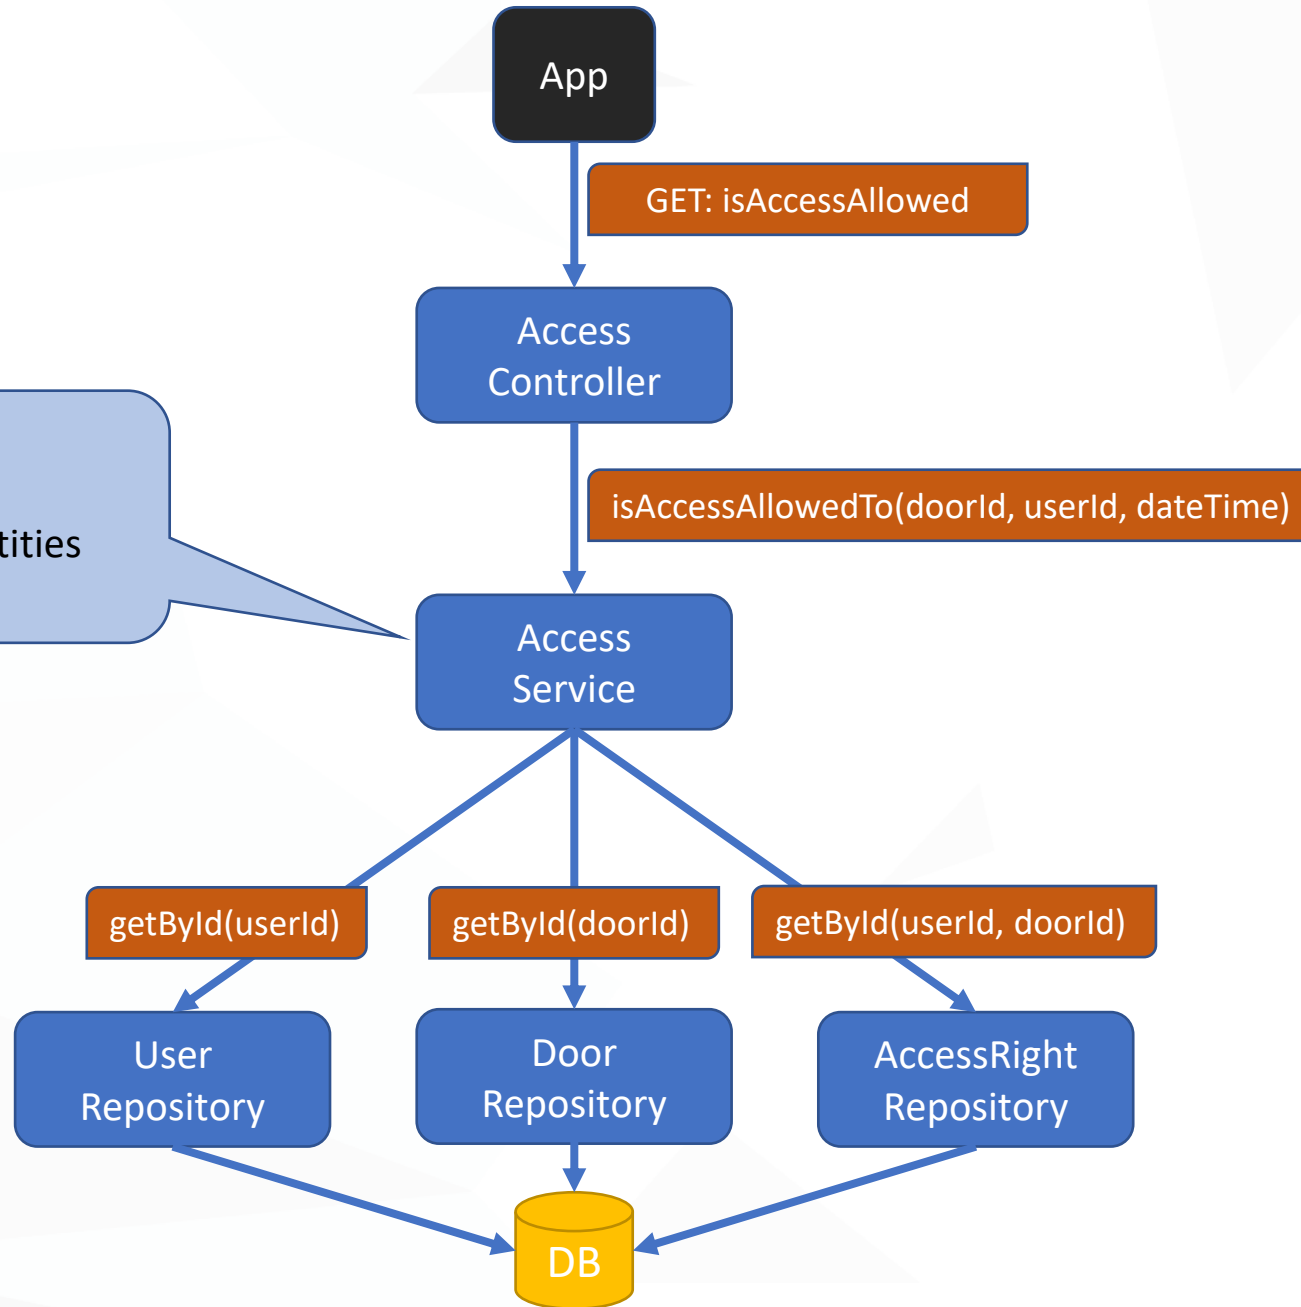 App
GET: isAccessAllowed
Access
Controller
isAccessAllowedTo(doorId, userId, dateTime)
tities
Access
Service
getById(userId)
getById(doorId)
getById(userId, doorId)
User
Repository
Door
Repository
AccessRight
Repository
DB